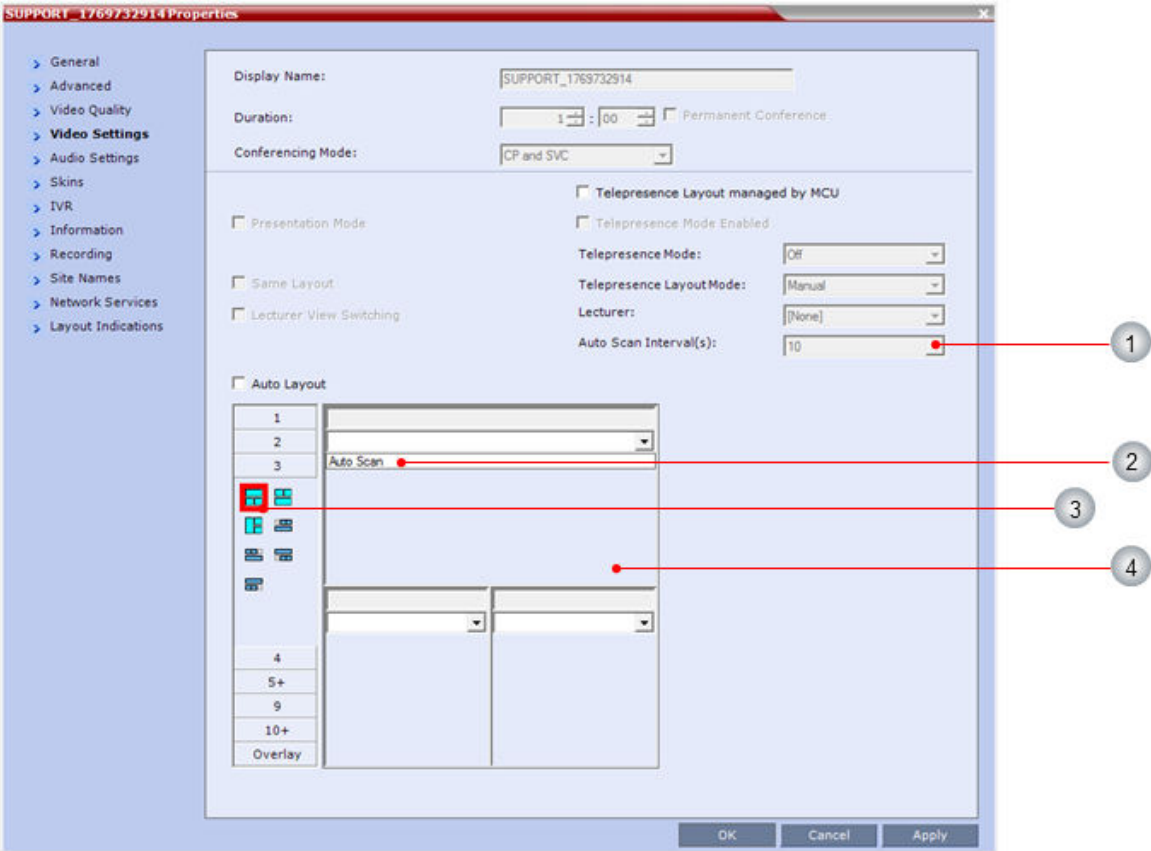 SUPPORT_1769732914 Properties
x
General
Advanced
Video Quality
Video Settings
Audio Settings
Skins
IVR
Information
Recording
Site Names
Network Services
Layout Indications
Display Name: SUPPORT_1769732914
Duration: 1 : 00 Permanent Conference
Conferencing Mode: CP and SVC
Telepresence Layout managed by MCU
Presentation Mode Telepresence Mode Enabled
Telepresence Mode: Off
Same Layout Telepresence Layout Mode: Manual
Lecturer View Switching Lecturer: [None]
Auto Scan Interval(s): 10 1
Auto Layout
1
2
3 Auto Scan 2
3
4
4
5+
9
10+
Overlay
OK Cancel Apply